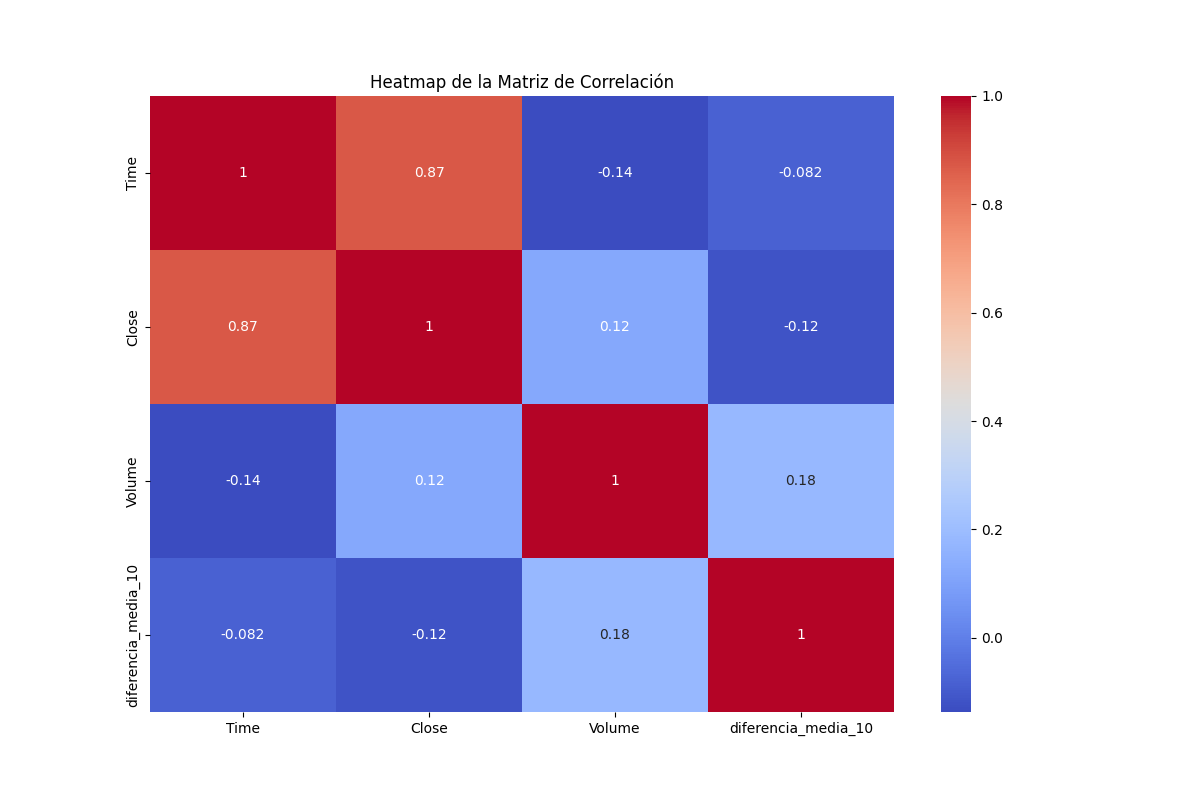 Heatmap de la Matriz de Correlación
Time 1 0.87 -0.14 -0.082
Close 0.87 1 0.12 -0.12
Volume -0.14 0.12 1 0.18
diferencia_media_10 -0.082 -0.12 0.18 1
Time Close Volume diferencia_media_10
1.0
0.8
0.6
0.4
0.2
0.0